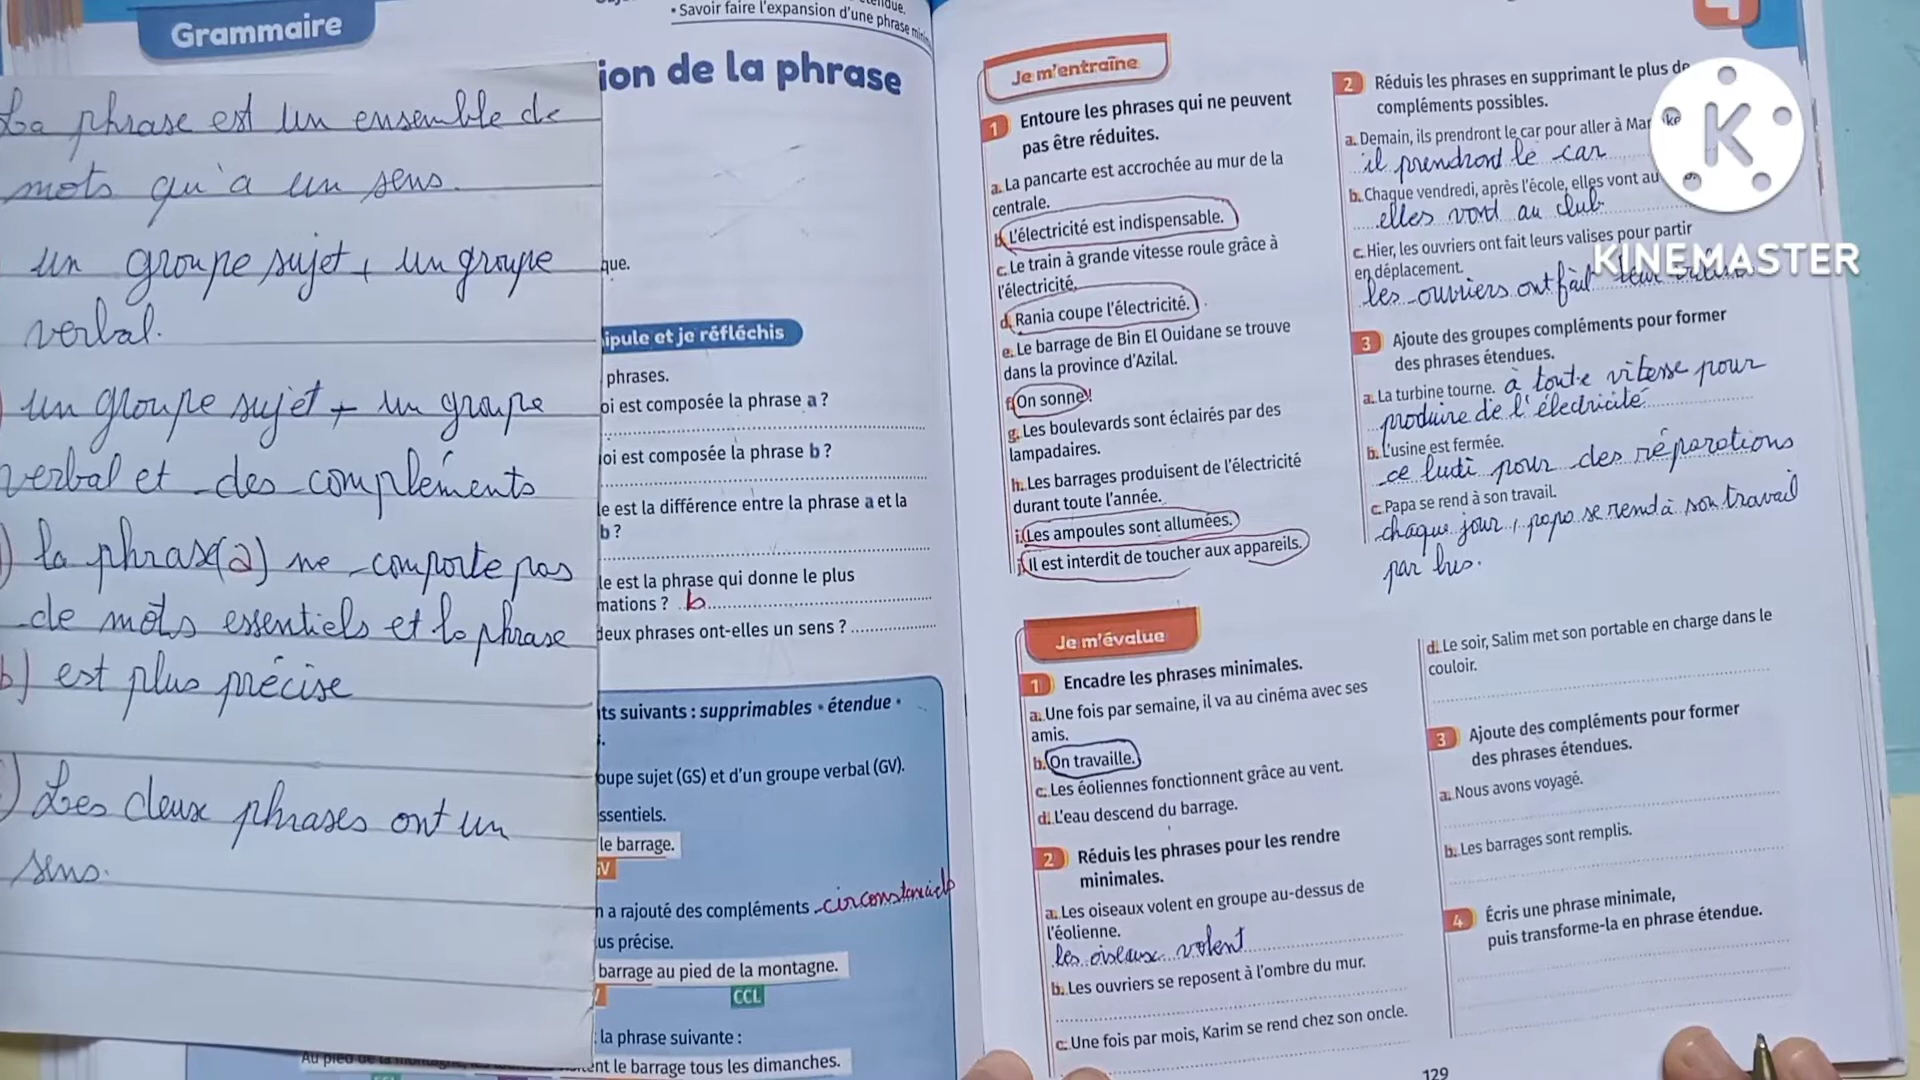 Grammaire
• Savoir faire l'expansion d'une phrase
ion de la phrase
La phrase est un ensemble de
mots qu'a un sens.
un groupe sujet + un groupe
verbal.
un groupe sujet + un groupe
verbal et des compléments
la phrase(a) ne comporte pas
de mots essentiels et la phrase
b) est plus précise
Les deux phrases ont un
sens.
que.
ipule et je réfléchis
phrases.
oi est composée la phrase a ?
oi est composée la phrase b ?
le est la différence entre la phrase a et la
b ?
le est la phrase qui donne le plus
mations ? b
deux phrases ont-elles un sens ?
ts suivants : supprimables • étendue •
oupe sujet (GS) et d'un groupe verbal (GV).
ssentiels.
le barrage.
GV
n a rajouté des compléments circonstanciels
us précise.
barrage au pied de la montagne.
CCL
la phrase suivante :
Au pied de la montagne,
ent le barrage tous les dimanches.
Je m'entraîne
1 Entoure les phrases qui ne peuvent
pas être réduites.
a. La pancarte est accrochée au mur de la
centrale.
b. L'électricité est indispensable.
c. Le train à grande vitesse roule grâce à
l'électricité.
d. Rania coupe l'électricité.
e. Le barrage de Bin El Ouidane se trouve
dans la province d'Azilal.
f. On sonne !
g. Les boulevards sont éclairés par des
lampadaires.
h. Les barrages produisent de l'électricité
durant toute l'année.
i. Les ampoules sont allumées.
j. Il est interdit de toucher aux appareils.
Je m'évalue
1 Encadre les phrases minimales.
a. Une fois par semaine, il va au cinéma avec ses
amis.
b. On travaille.
c. Les éoliennes fonctionnent grâce au vent.
d. L'eau descend du barrage.
2 Réduis les phrases pour les rendre
minimales.
a. Les oiseaux volent en groupe au-dessus de
l'éolienne.
les oiseaux volent
b. Les ouvriers se reposent à l'ombre du mur.
c. Une fois par mois, Karim se rend chez son oncle.
4
2 Réduis les phrases en supprimant le plus de
compléments possibles.
a. Demain, ils prendront le car pour aller à Mar
il prendront le car
b. Chaque vendredi, après l'école, elles vont au
elles vont au club
c. Hier, les ouvriers ont fait leurs valises pour partir
en déplacement.
les ouvriers ont fait leur
K
KINEMASTER
3 Ajoute des groupes compléments pour former
des phrases étendues.
a. La turbine tourne. à toute vitesse pour
produire de l'électricité
b. L'usine est fermée.
ce ludi pour des réparations
c. Papa se rend à son travail.
chaque jour, papa se rend à son travail
par bus.
d. Le soir, Salim met son portable en charge dans le
couloir.
3 Ajoute des compléments pour former
des phrases étendues.
a. Nous avons voyagé.
b. Les barrages sont remplis.
4 Écris une phrase minimale,
puis transforme-la en phrase étendue.
129